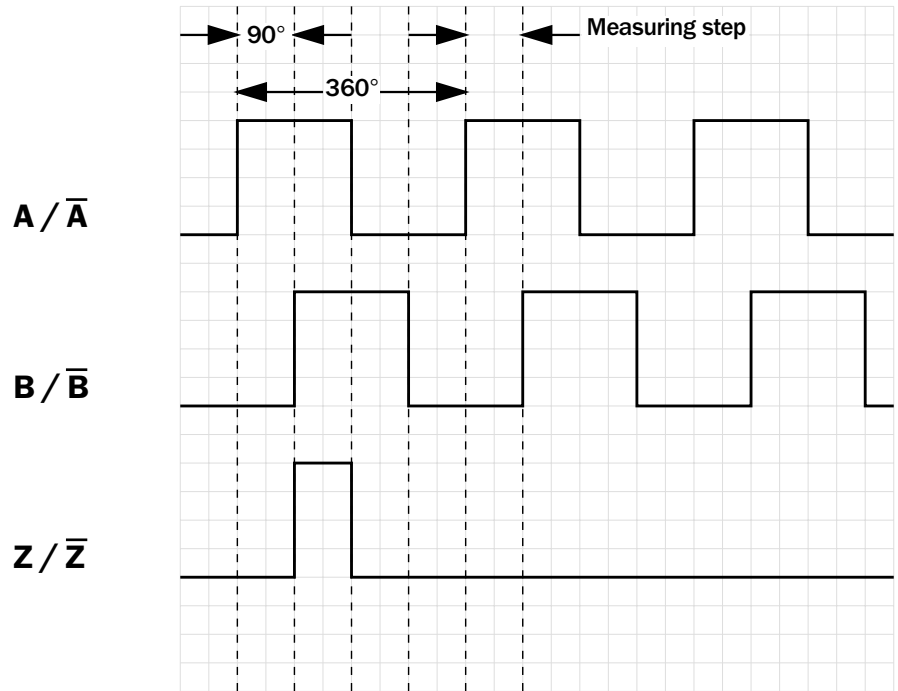 90°
Measuring step
360°
A / A̅
B / B̅
Z / Z̅